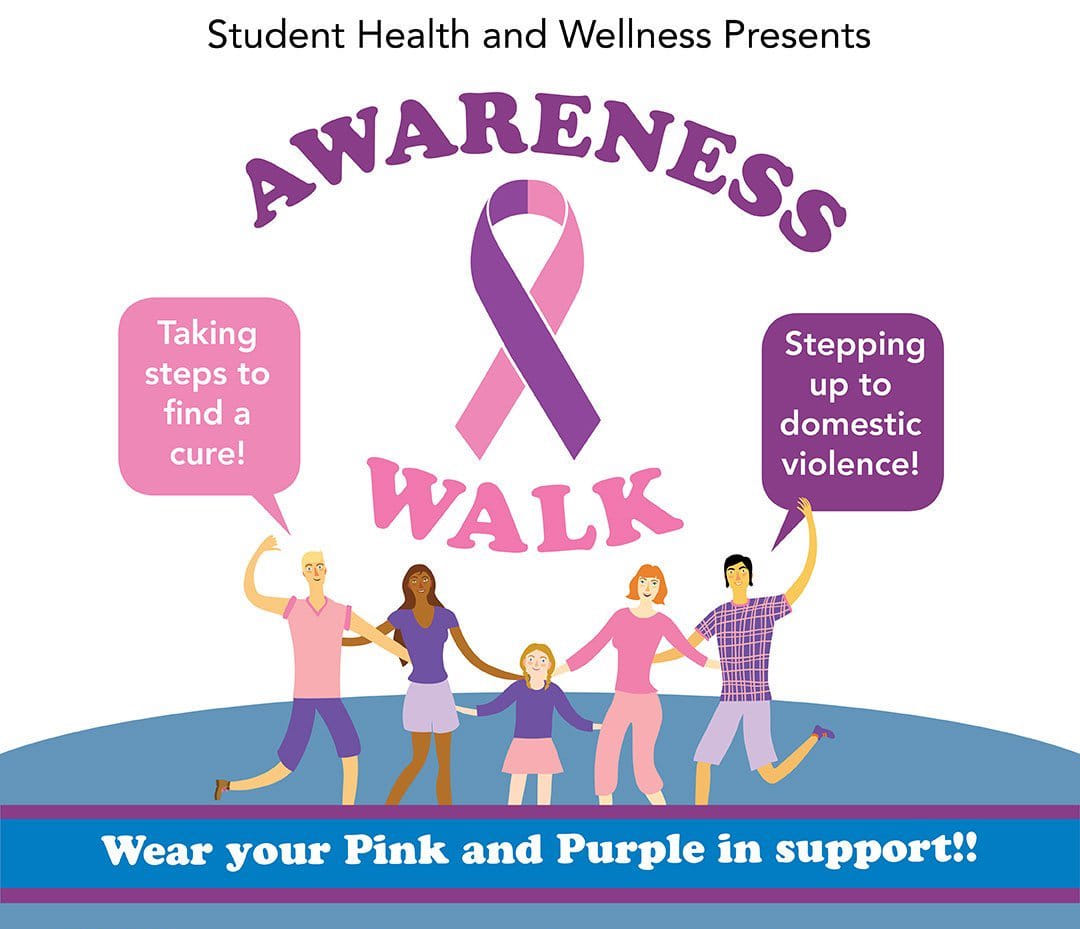 Student Health and Wellness Presents
AWARENESS
WALK
Taking
steps to
find a
cure!
Stepping
up to
domestic
violence!
Wear your Pink and Purple in support!!